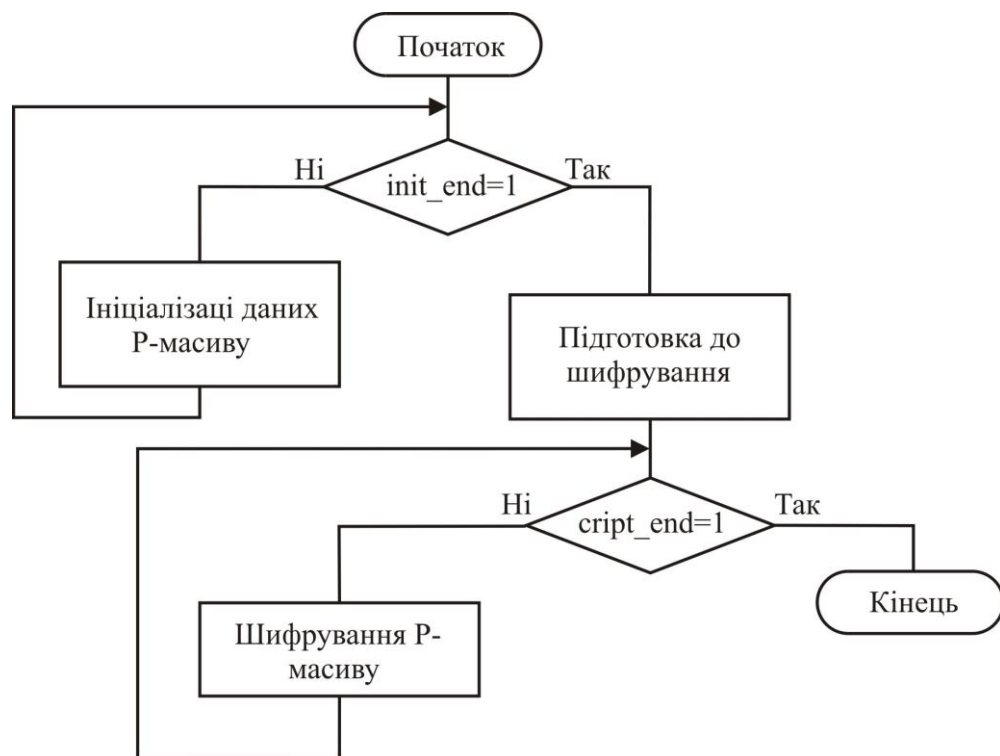 Початок
Ні
Так
init_end=1
Ініціалізаці даних
Р-масиву
Підготовка до
шифрування
Ні
Так
cript_end=1
Кінець
Шифрування Р-
масиву